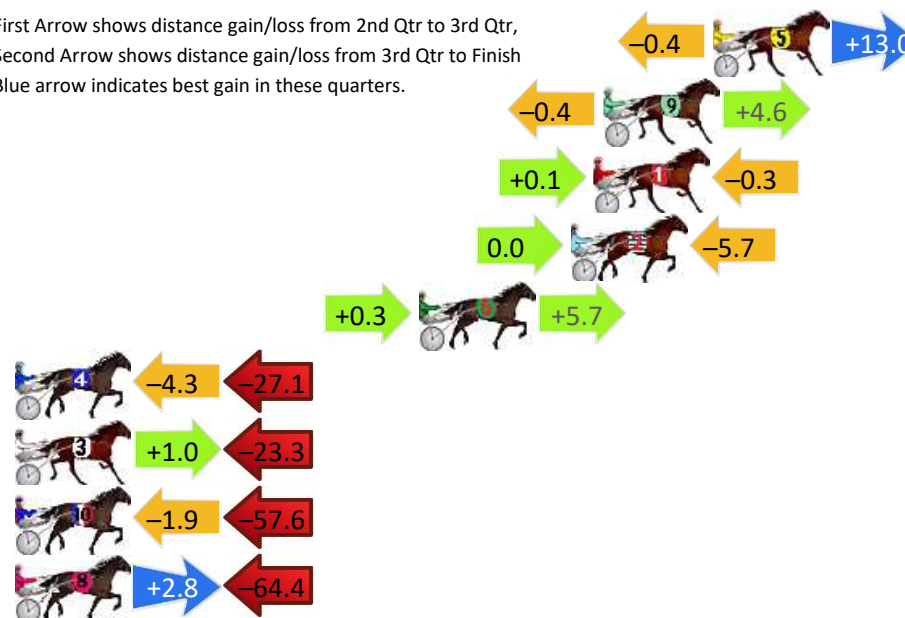 First Arrow shows distance gain/loss from 2nd Qtr to 3rd Qtr,
Second Arrow shows distance gain/loss from 3rd Qtr to Finish
Blue arrow indicates best gain in these quarters.
–0.4 5 +13.0
–0.4 9 +4.6
+0.1 1 –0.3
0.0 –5.7
+0.3 +5.7
4 –4.3 –27.1
3 +1.0 –23.3
10 –1.9 –57.6
8 +2.8 –64.4